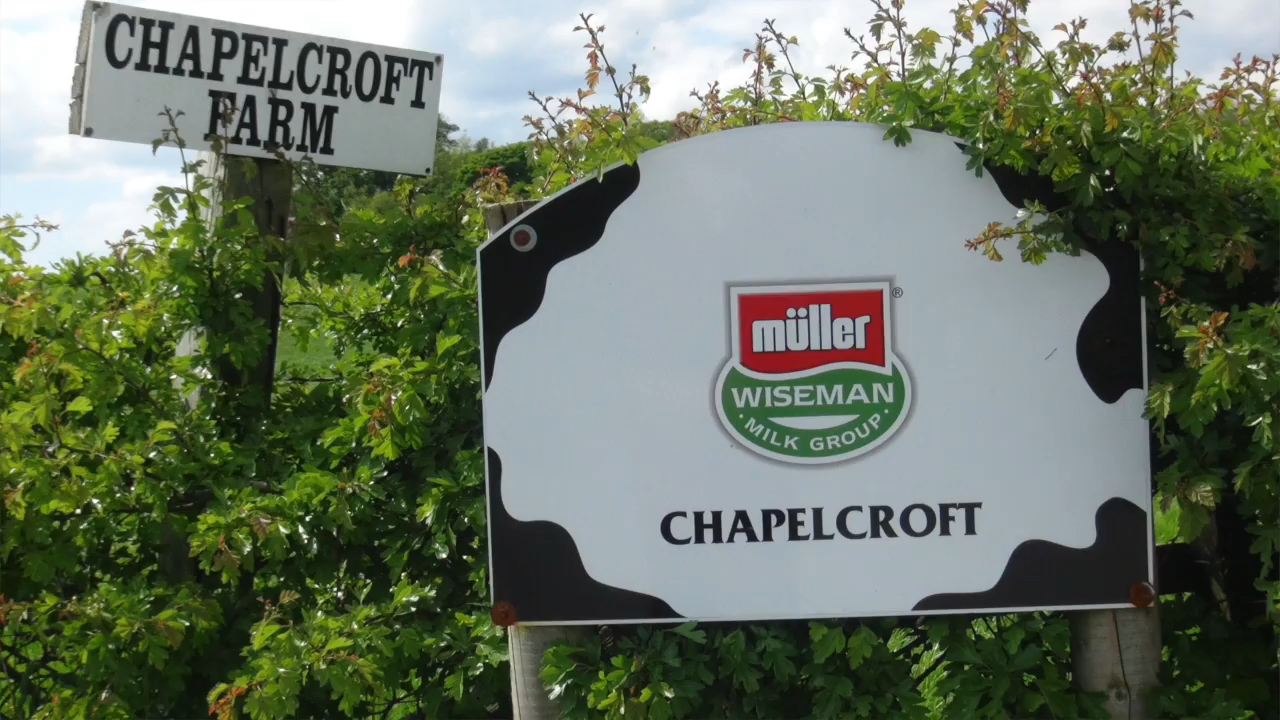 CHAPELCROFT
FARM
müller®
WISEMAN
· MILK GROUP ·
CHAPELCROFT